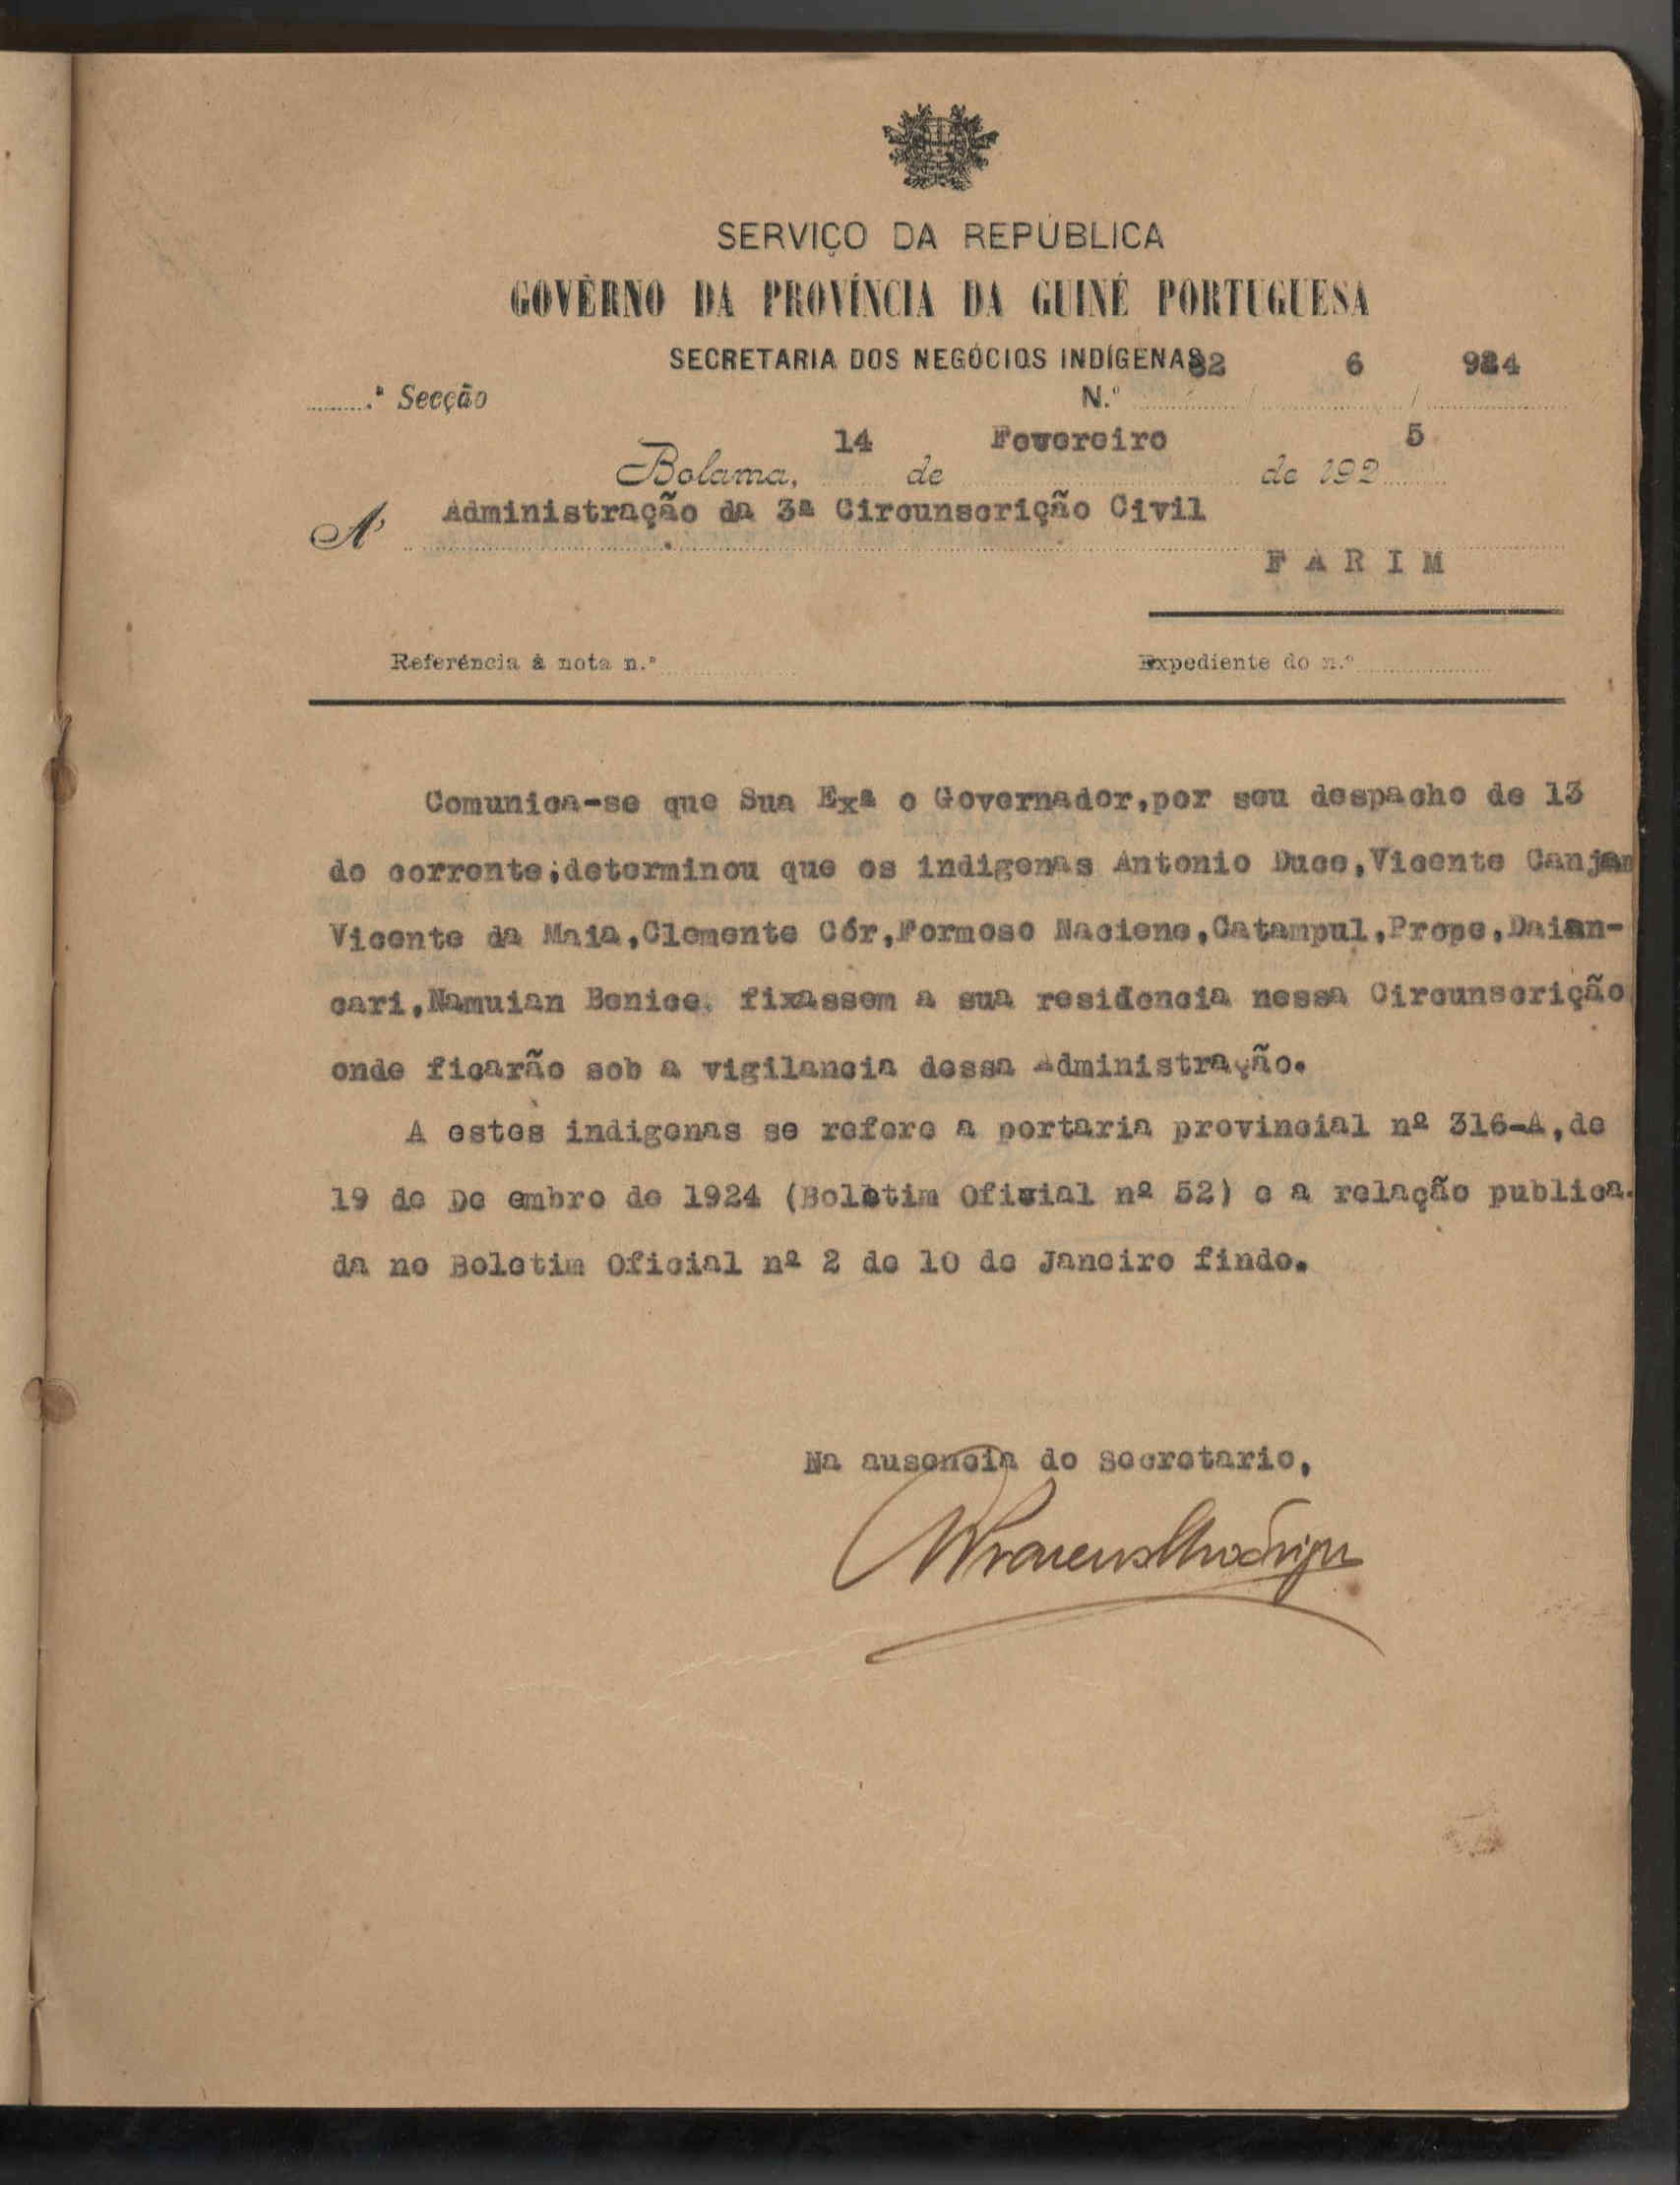 SERVIÇO DA REPÚBLICA
GOVÊRNO DA PROVÍNCIA DA GUINÉ PORTUGUESA
SECRETARIA DOS NEGÓCIOS INDÍGENAS
.ª Secção N.º 82 / 6 / 924
Bolama, 14 de Fevereiro de 1925
A' Administração da 3ª Circunscrição Civil
FARIM
Referência à nota n.º Expediente do n.º
Comunica-se que Sua Exª o Governador,por seu despacho de 13
do corrente;determinou que os indigenas Antonio Duco,Vicente Canjam
Vicente da Maia,Clemente Cór,Formoso Nacione,Catampul,Prope,Daian-
cari,Namuian Benice, fixassem a sua residencia nessa Circunscrição
onde ficarão sob a vigilancia dessa Administração.
A estes indigenas se refere a portaria provincial nº 316-A,de
19 de De embro de 1924 (Boletim Oficial nº 52) e a relação publica-
da no Boletim Oficial nº 2 de 10 de Janeiro findo.
Na ausencia do Secretario,